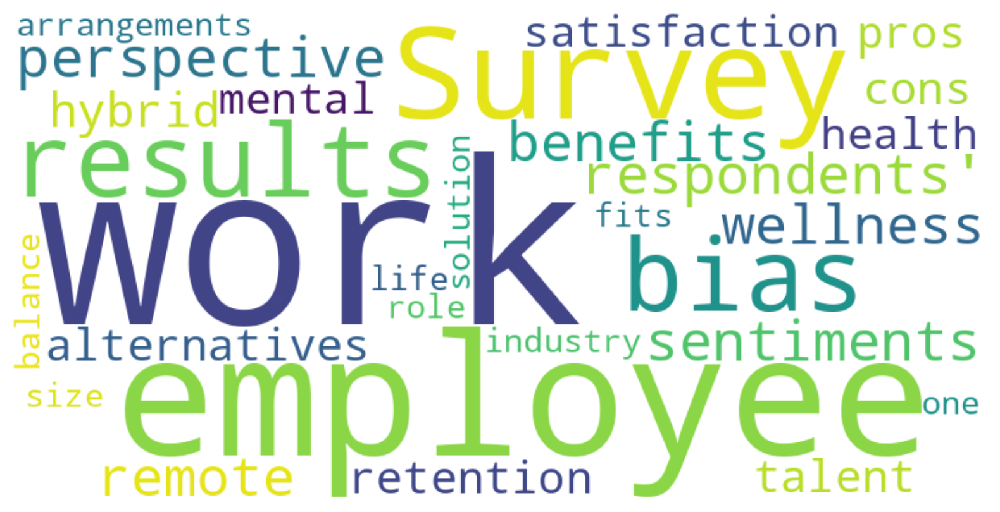 arrangements
perspective
Survey
satisfaction
pros
hybrid
mental
cons
results
benefits
health
solution
respondents'
work
fits
wellness
balance
life
role
bias
alternatives
industry
sentiments
size
employee
one
remote
retention
talent